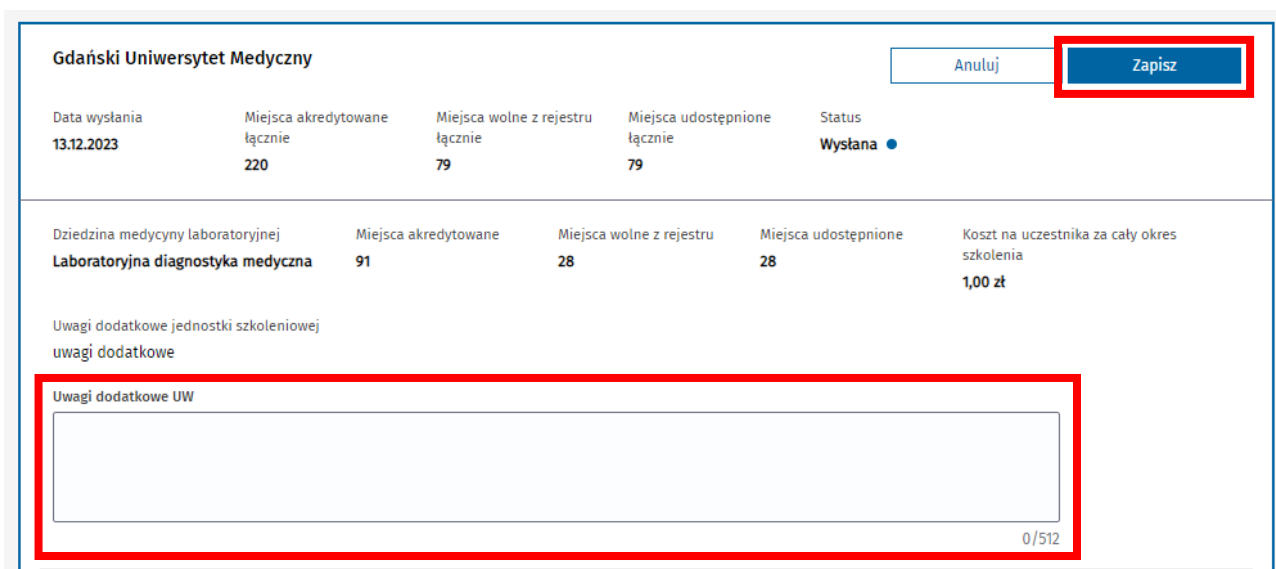 Gdański Uniwersytet Medyczny
Anuluj
Zapisz
Data wysłania
13.12.2023
Miejsca akredytowane
łącznie
220
Miejsca wolne z rejestru
łącznie
79
Miejsca udostępnione
łącznie
79
Status
Wysłana
Dziedzina medycyny laboratoryjnej
Laboratoryjna diagnostyka medyczna
Miejsca akredytowane
91
Miejsca wolne z rejestru
28
Miejsca udostępnione
28
Koszt na uczestnika za cały okres
szkolenia
1,00 zł
Uwagi dodatkowe jednostki szkoleniowej
uwagi dodatkowe
Uwagi dodatkowe UW
0/512